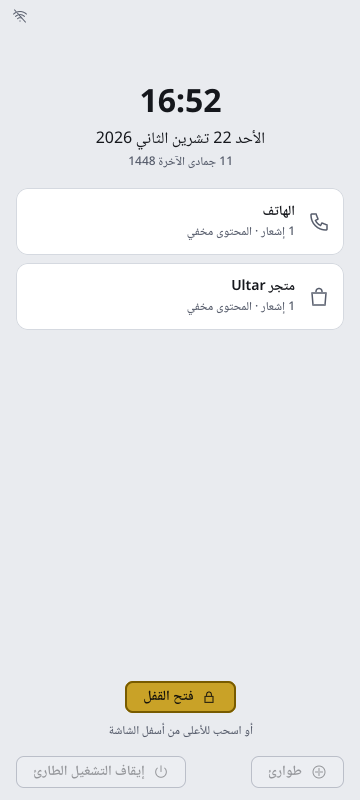 16:52
الأحد 22 تشرين الثاني 2026
11 جمادى الآخرة 1448
الهاتف
1 إشعار · المحتوى مخفي
متجر Ultar
1 إشعار · المحتوى مخفي
فتح القفل
أو اسحب للأعلى من أسفل الشاشة
طوارئ
إيقاف التشغيل الطارئ